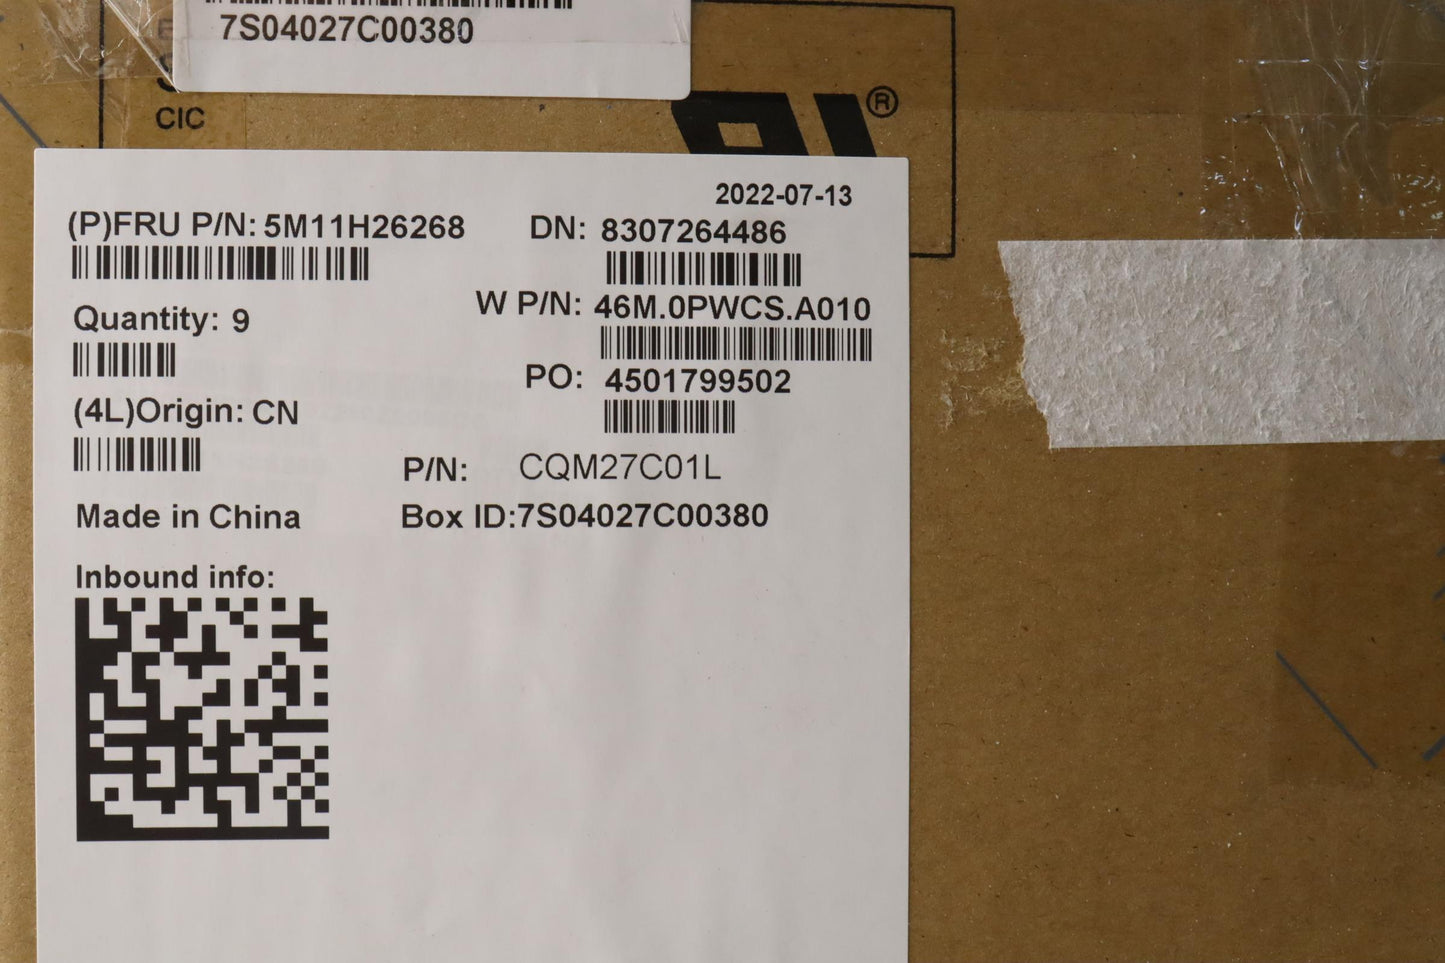 7S04027C00380
CIC
®
2022-07-13
(P)FRU P/N: 5M11H26268
DN: 8307264486
W P/N: 46M.0PWCS.A010
Quantity: 9
PO: 4501799502
(4L)Origin: CN
P/N: CQM27C01L
Made in China
Box ID:7S04027C00380
Inbound info: